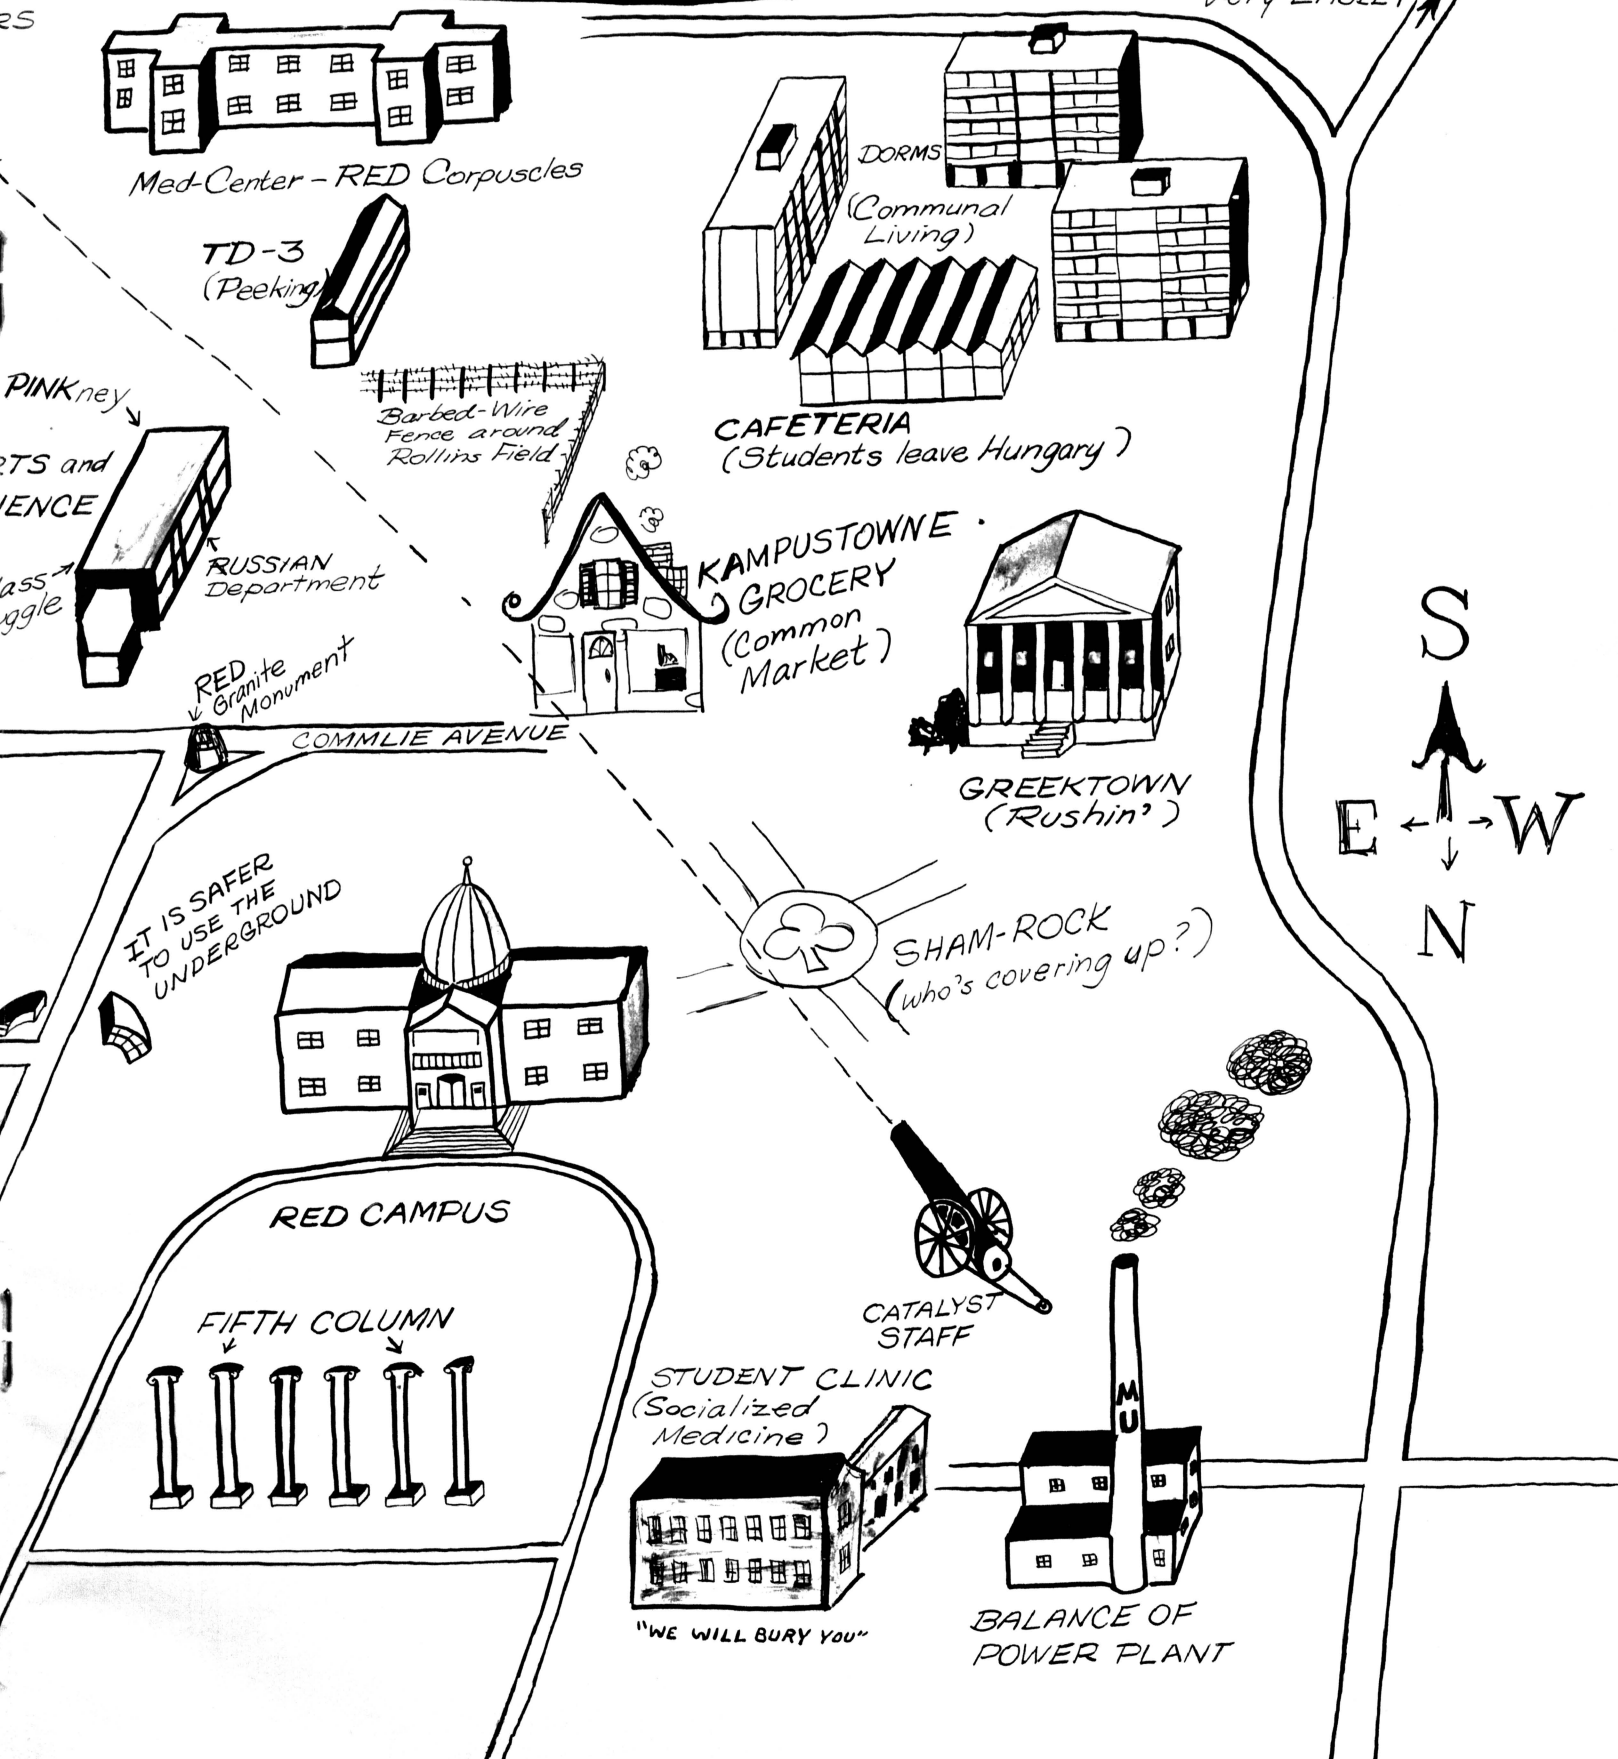 Med-Center - RED Corpuscles
DORMS
(Communal
Living)
TD-3
(Peeking)
Barbed-Wire
Fence around
Rollins Field
CAFETERIA
(Students leave Hungary)
PINKney
and
RUSSIAN
Department
KAMPUSTOWNE
GROCERY
(Common
Market)
RED
Granite
Monument
COMMLIE AVENUE
GREEKTOWN
(Rushin')
S
E
W
N
IT IS SAFER
TO USE THE
UNDERGROUND
SHAM-ROCK
(who's covering up?)
RED CAMPUS
FIFTH COLUMN
CATALYST
STAFF
STUDENT CLINIC
(Socialized
Medicine)
MU
"WE WILL BURY YOU"
BALANCE OF
POWER PLANT